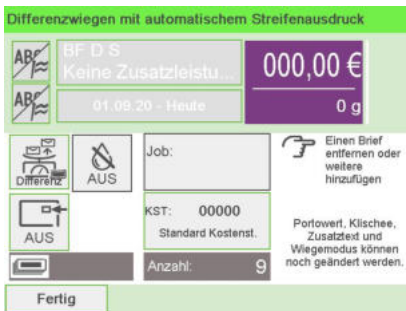 Differenzwiegen mit automatischem Streifenausdruck
ABC
BF D S
Keine Zusatzleistu...
000,00 €
ABC
01.09.20 - Heute
0 g
Differenz
AUS
Job:
Einen Brief
entfernen oder
weitere
hinzufügen
AUS
KST: 00000
Standard Kostenst.
Portowert, Klischee,
Zusatztext und
Wiegemodus können
noch geändert werden.
Anzahl: 9
Fertig